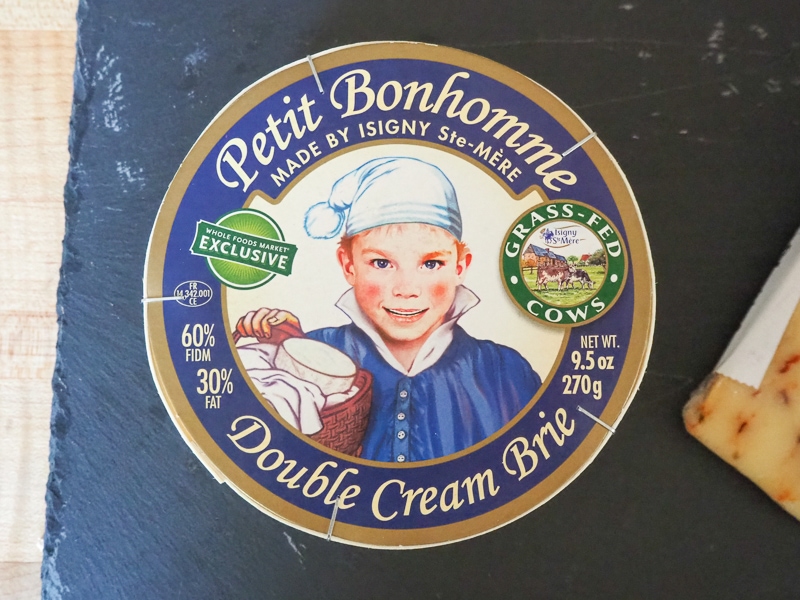 Petit Bonhomme
MADE BY ISIGNY Ste-MÈRE
WHOLE FOODS MARKET
EXCLUSIVE
GRASS-FED
Isigny
Ste Mère
COWS
FR
14.342.001
CE
60%
FIDM
30%
FAT
NET WT.
9.5 oz
270g
Double Cream Brie